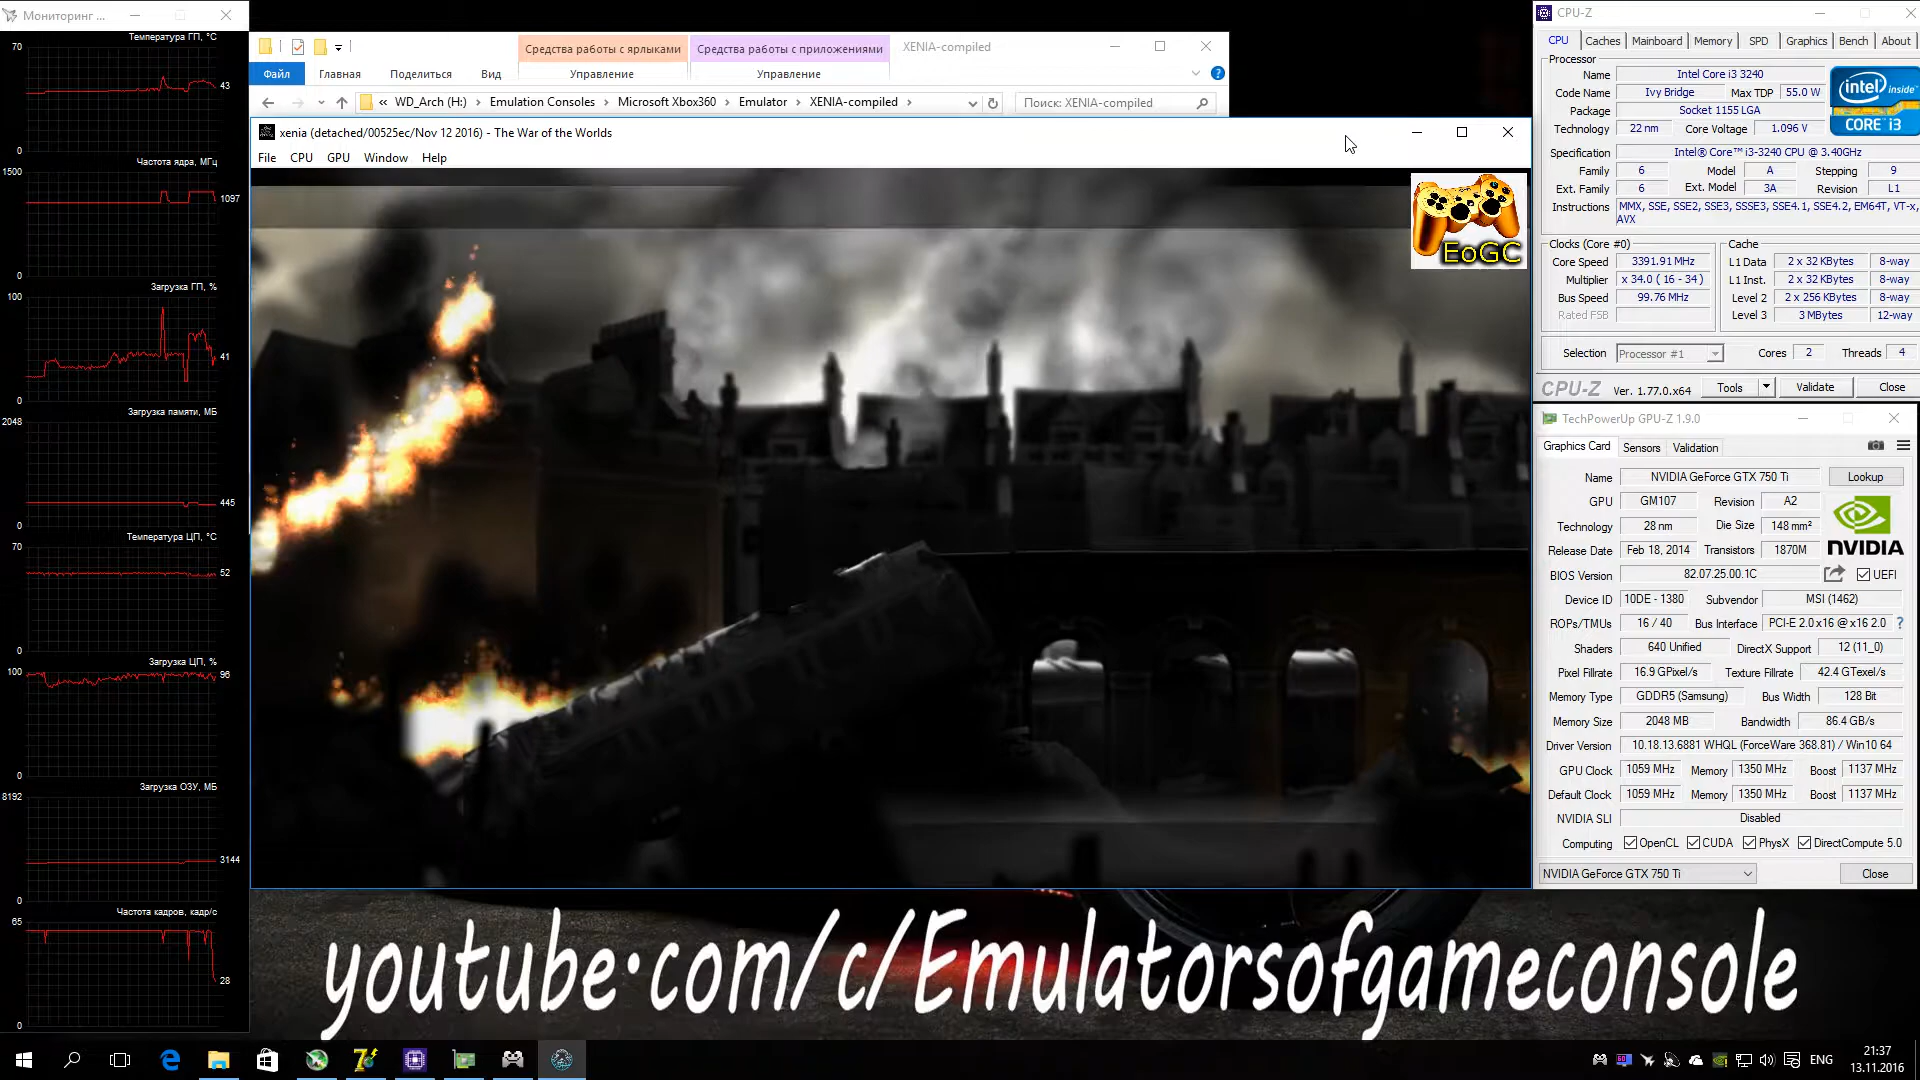 Мониторинг ...
Температура ГП, °C
70
43
0
Частота ядра, МГц
1500
1097
0
Загрузка ГП, %
100
41
0
Загрузка памяти, МБ
2048
445
0
Температура ЦП, °C
70
52
0
Загрузка ЦП, %
100
96
0
Загрузка ОЗУ, МБ
8192
3144
0
Частота кадров, кадр/с
65
28
0
Средства работы с ярлыками
Средства работы с приложениями
XENIA-compiled
Файл
Главная
Поделиться
Вид
Управление
Управление
« WD_Arch (H:) › Emulation Consoles › Microsoft Xbox360 › Emulator › XENIA-compiled ›
Поиск: XENIA-compiled
xenia (detached/00525ec/Nov 12 2016) - The War of the Worlds
File CPU GPU Window Help
EoGC
CPU-Z
CPU Caches Mainboard Memory SPD Graphics Bench About
Processor
Name Intel Core i3 3240
Code Name Ivy Bridge Max TDP 55.0 W
Package Socket 1155 LGA
Technology 22 nm Core Voltage 1.096 V
intel inside™
CORE i3
Specification Intel® Core™ i3-3240 CPU @ 3.40GHz
Family 6 Model A Stepping 9
Ext. Family 6 Ext. Model 3A Revision L1
Instructions MMX, SSE, SSE2, SSE3, SSSE3, SSE4.1, SSE4.2, EM64T, VT-x,
AVX
Clocks (Core #0)
Core Speed 3391.91 MHz
Multiplier x 34.0 ( 16 - 34 )
Bus Speed 99.76 MHz
Rated FSB
Cache
L1 Data 2 x 32 KBytes 8-way
L1 Inst. 2 x 32 KBytes 8-way
Level 2 2 x 256 KBytes 8-way
Level 3 3 MBytes 12-way
Selection Processor #1 Cores 2 Threads 4
CPU-Z Ver. 1.77.0.x64 Tools Validate Close
TechPowerUp GPU-Z 1.9.0
Graphics Card Sensors Validation
Name NVIDIA GeForce GTX 750 Ti Lookup
GPU GM107 Revision A2
Technology 28 nm Die Size 148 mm²
Release Date Feb 18, 2014 Transistors 1870M
NVIDIA
BIOS Version 82.07.25.00.1C UEFI
Device ID 10DE - 1380 Subvendor MSI (1462)
ROPs/TMUs 16 / 40 Bus Interface PCI-E 2.0 x16 @ x16 2.0 ?
Shaders 640 Unified DirectX Support 12 (11_0)
Pixel Fillrate 16.9 GPixel/s Texture Fillrate 42.4 GTexel/s
Memory Type GDDR5 (Samsung) Bus Width 128 Bit
Memory Size 2048 MB Bandwidth 86.4 GB/s
Driver Version 10.18.13.6881 WHQL (ForceWare 368.81) / Win10 64
GPU Clock 1059 MHz Memory 1350 MHz Boost 1137 MHz
Default Clock 1059 MHz Memory 1350 MHz Boost 1137 MHz
NVIDIA SLI Disabled
Computing OpenCL CUDA PhysX DirectCompute 5.0
NVIDIA GeForce GTX 750 Ti Close
youtube.com/c/Emulatorsofgameconsole
ENG
21:37
13.11.2016